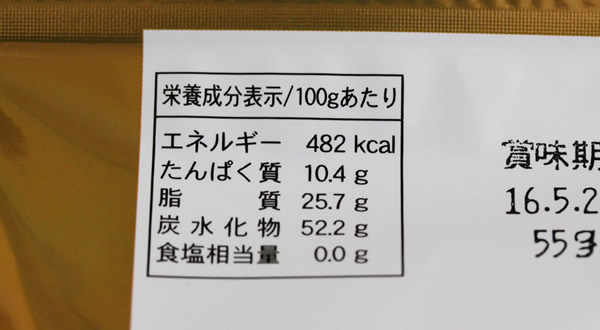 栄養成分表示/100gあたり
エネルギー 482 kcal
たんぱく質 10.4 g
脂質 25.7 g
炭水化物 52.2 g
食塩相当量 0.0 g
賞味期
16.5.2
55